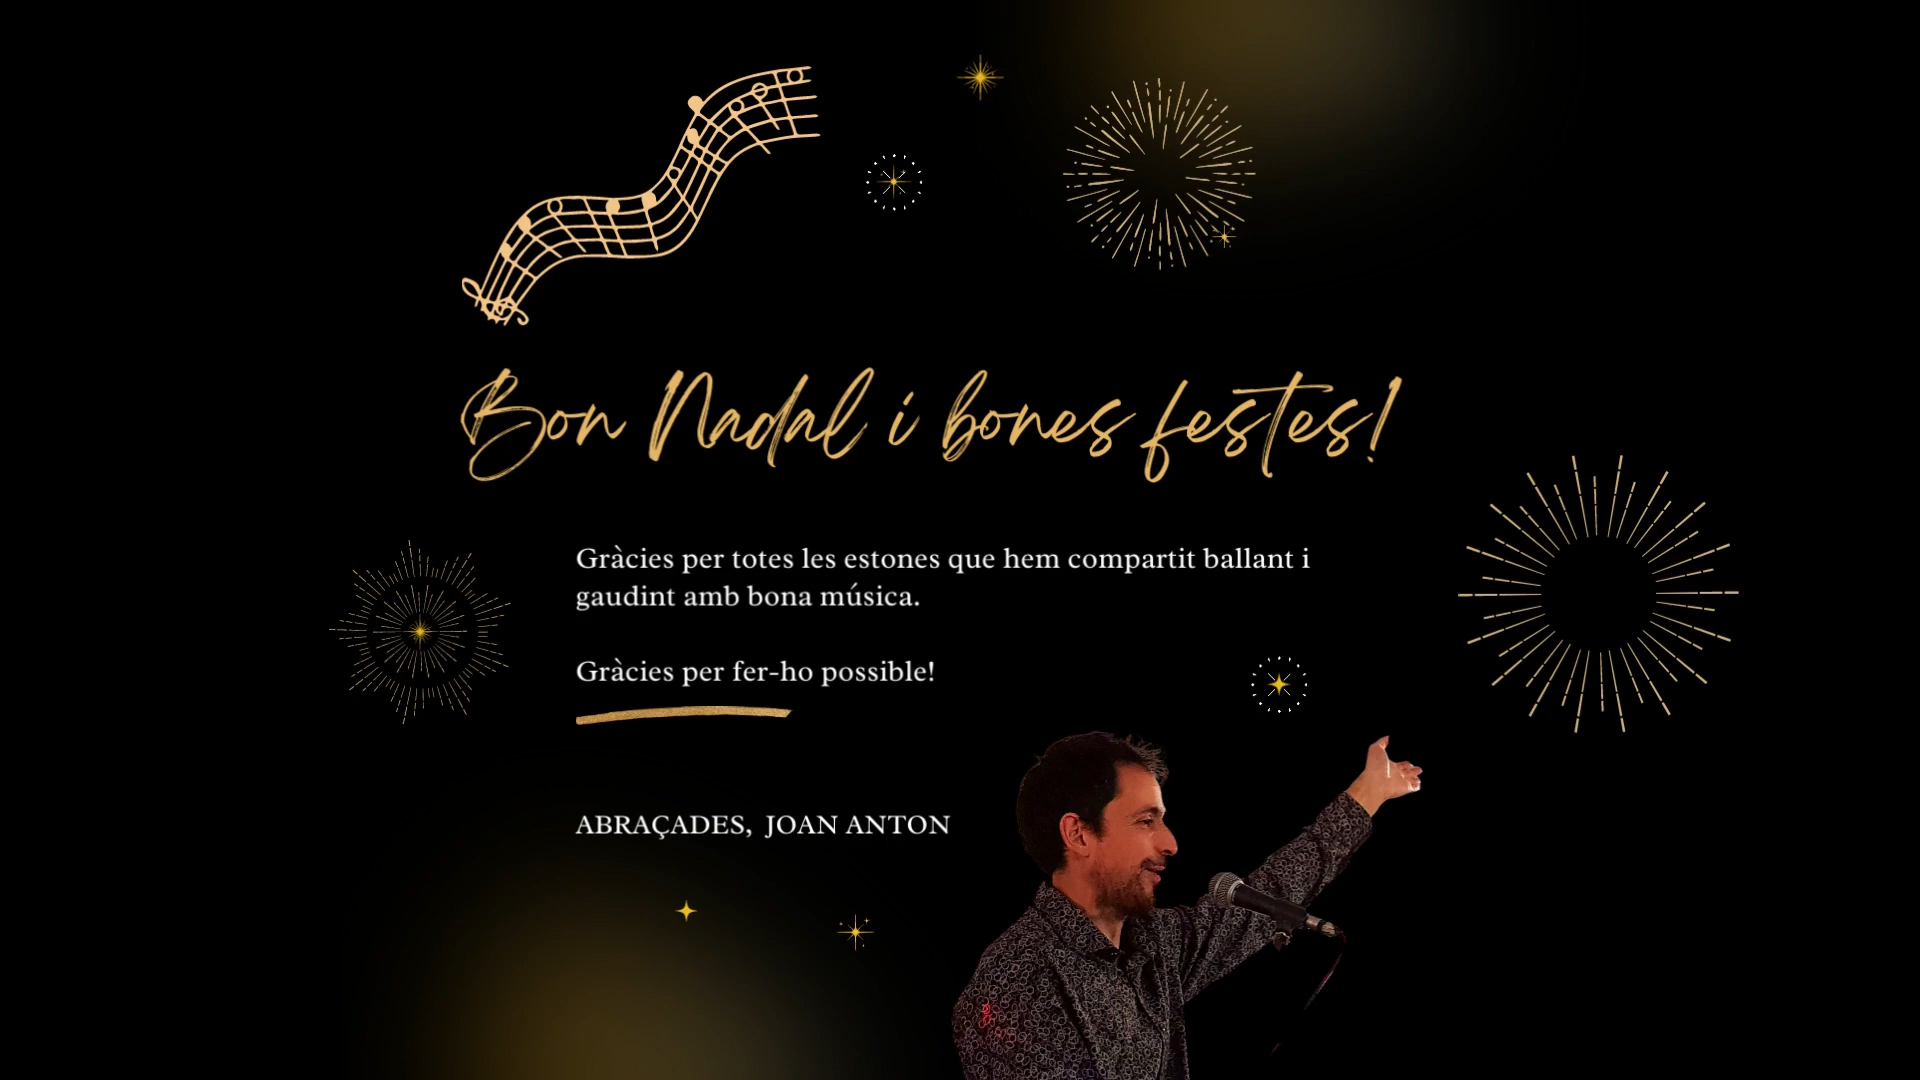 Bon Nadal i bones festes!
Gràcies per totes les estones que hem compartit ballant i
gaudint amb bona música.
Gràcies per fer-ho possible!
ABRAÇADES, JOAN ANTON